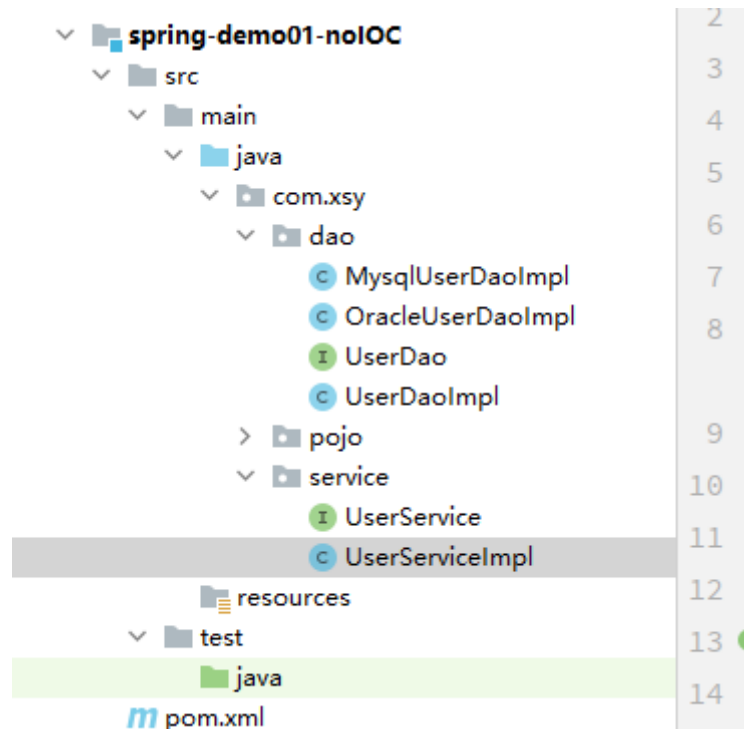 spring-demo01-noIOC
src
main
java
com.xsy
dao
C MysqlUserDaoImpl
C OracleUserDaoImpl
I UserDao
C UserDaoImpl
pojo
service
I UserService
C UserServiceImpl
resources
test
java
m pom.xml
2
3
4
5
6
7
8
9
10
11
12
13
14